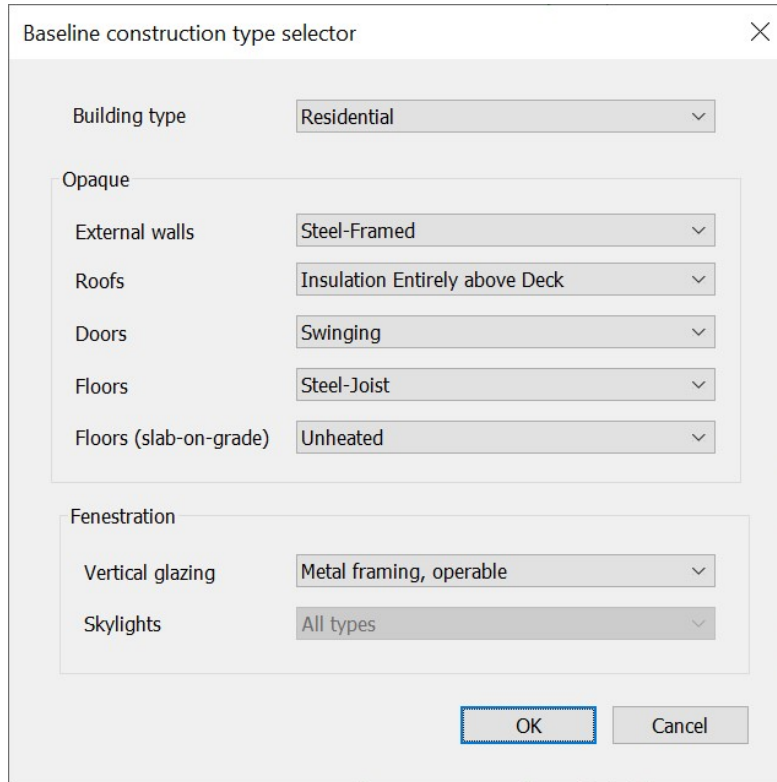 Baseline construction type selector
Building type Residential
Opaque
External walls Steel-Framed
Roofs Insulation Entirely above Deck
Doors Swinging
Floors Steel-Joist
Floors (slab-on-grade) Unheated
Fenestration
Vertical glazing Metal framing, operable
Skylights All types
OK Cancel